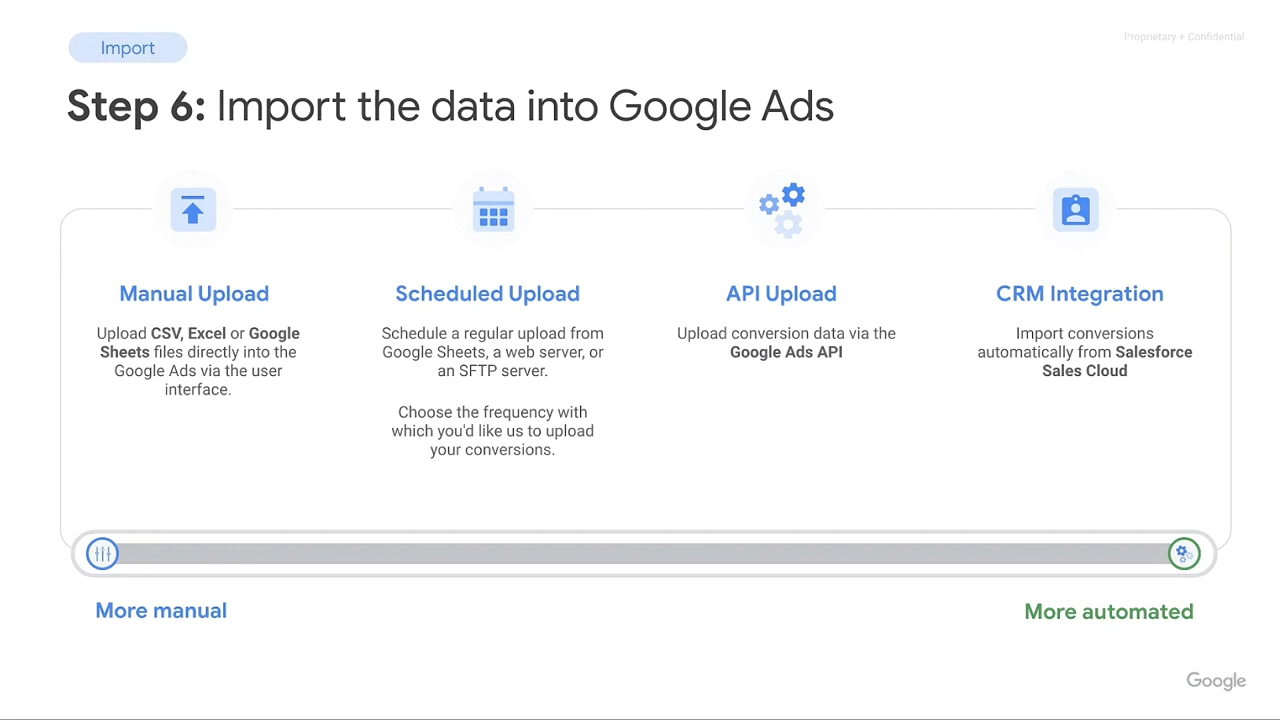 Import
Proprietary + Confidential
Step 6: Import the data into Google Ads
Manual Upload
Upload CSV, Excel or Google
Sheets files directly into the
Google Ads via the user
interface.
Scheduled Upload
Schedule a regular upload from
Google Sheets, a web server, or
an SFTP server.
Choose the frequency with
which you'd like us to upload
your conversions.
API Upload
Upload conversion data via the
Google Ads API
CRM Integration
Import conversions
automatically from Salesforce
Sales Cloud
More manual
More automated
Google